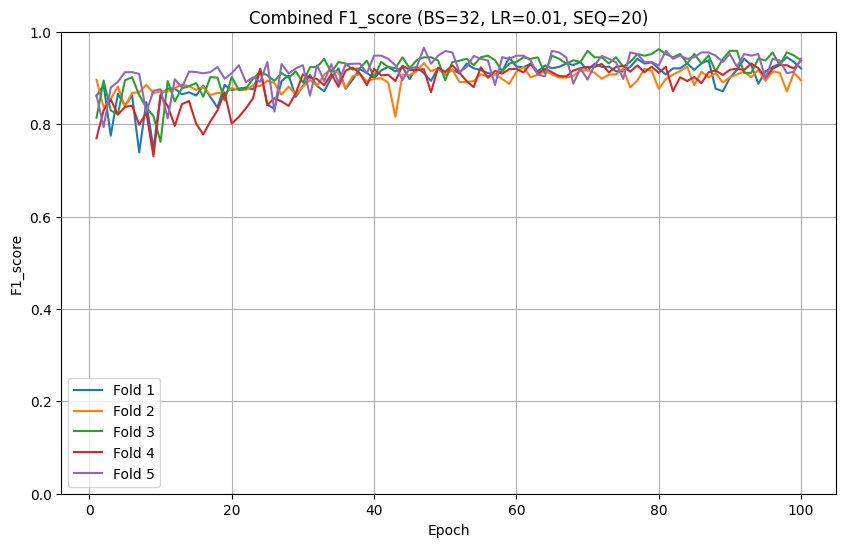 Combined F1_score (BS=32, LR=0.01, SEQ=20)
F1_score
1.0
0.8
0.6
0.4
0.2
0.0
Fold 1
Fold 2
Fold 3
Fold 4
Fold 5
0
20
40
60
80
100
Epoch